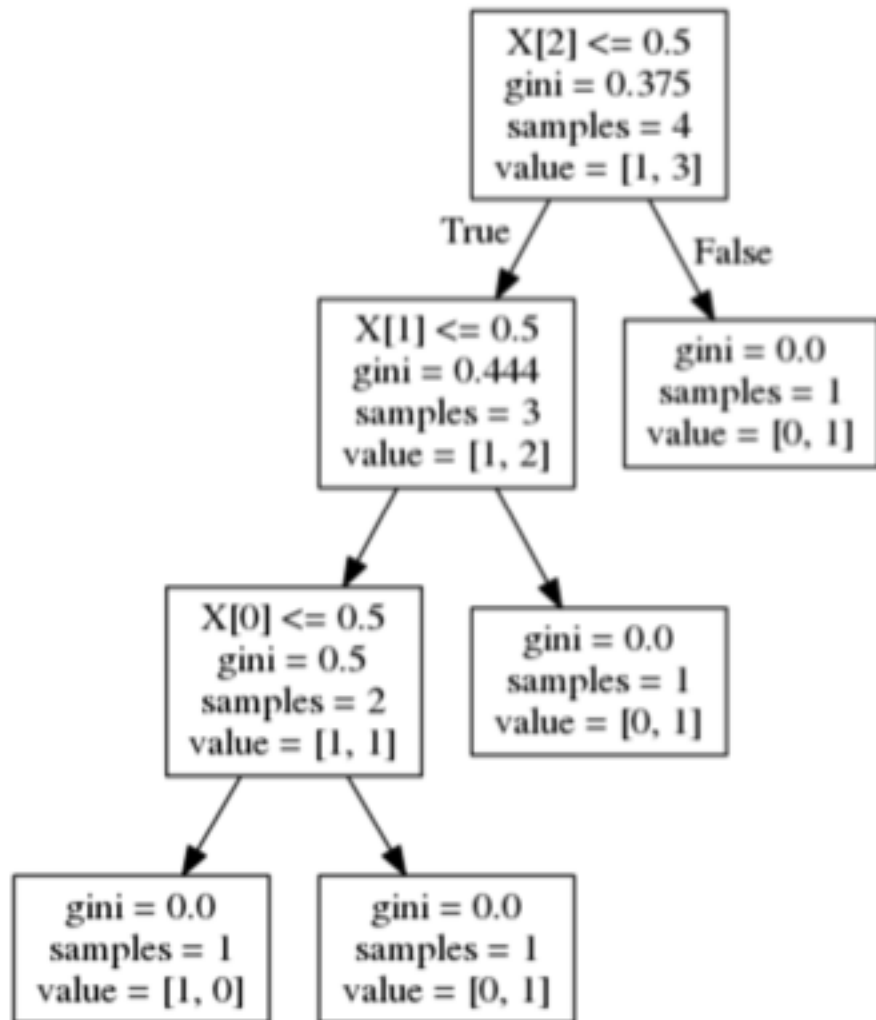 X[2] <= 0.5
gini = 0.375
samples = 4
value = [1, 3]
True
False
X[1] <= 0.5
gini = 0.444
samples = 3
value = [1, 2]
gini = 0.0
samples = 1
value = [0, 1]
X[0] <= 0.5
gini = 0.5
samples = 2
value = [1, 1]
gini = 0.0
samples = 1
value = [0, 1]
gini = 0.0
samples = 1
value = [1, 0]
gini = 0.0
samples = 1
value = [0, 1]